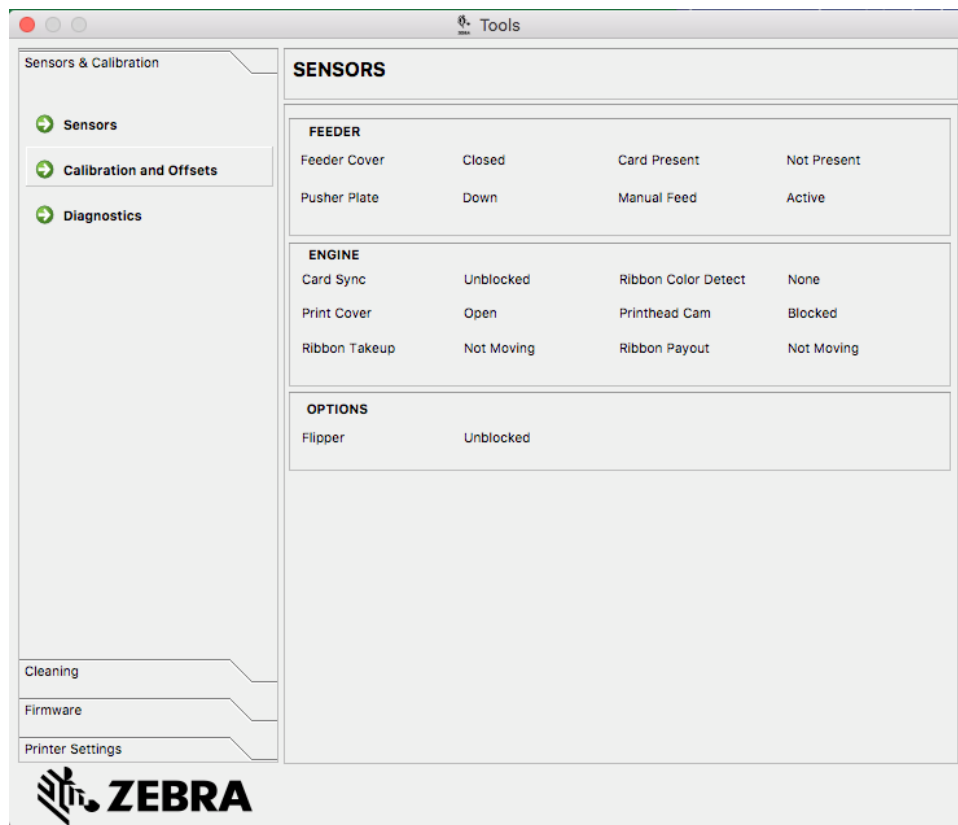 Tools
Sensors & Calibration
Sensors
Calibration and Offsets
Diagnostics
Cleaning
Firmware
Printer Settings
ZEBRA
SENSORS
FEEDER
Feeder Cover Closed Card Present Not Present
Pusher Plate Down Manual Feed Active
ENGINE
Card Sync Unblocked Ribbon Color Detect None
Print Cover Open Printhead Cam Blocked
Ribbon Takeup Not Moving Ribbon Payout Not Moving
OPTIONS
Flipper Unblocked